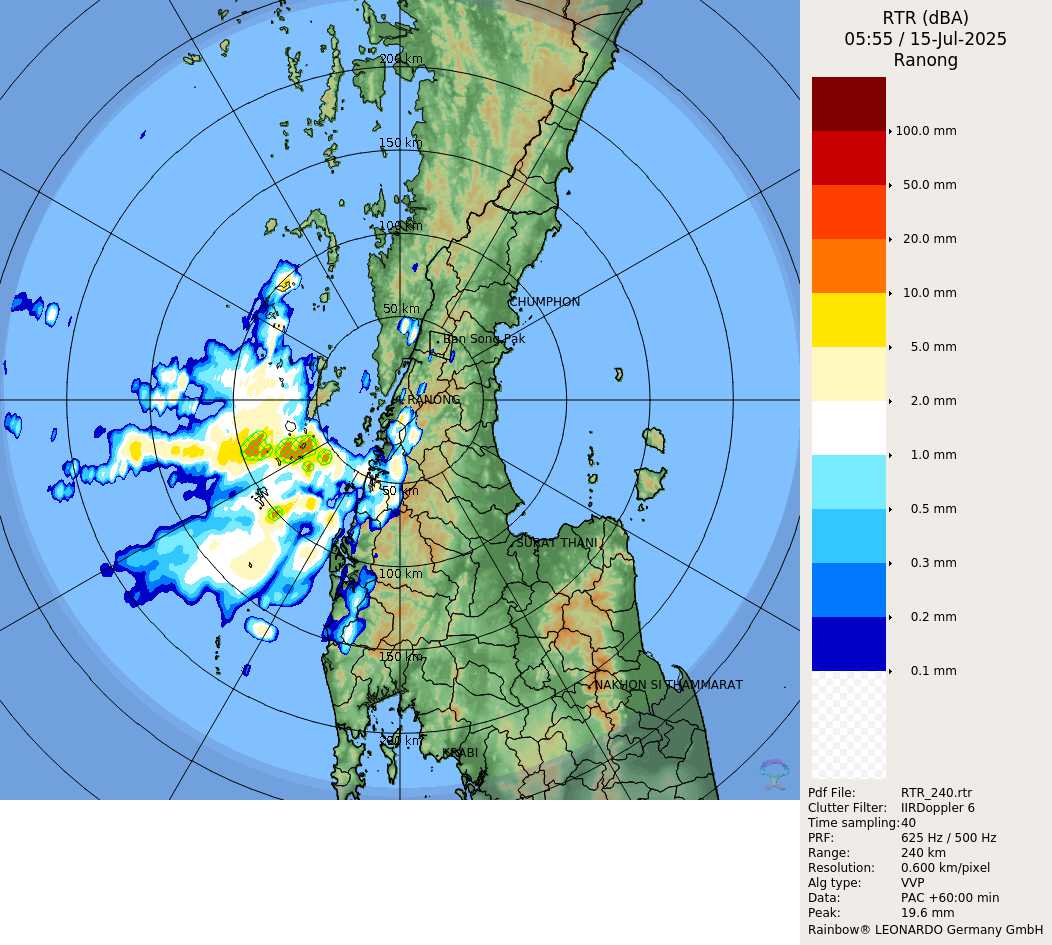 RTR (dBA)
05:55 / 15-Jul-2025
Ranong
100.0 mm
50.0 mm
20.0 mm
10.0 mm
5.0 mm
2.0 mm
1.0 mm
0.5 mm
0.3 mm
0.2 mm
0.1 mm
Pdf File: RTR_240.rtr
Clutter Filter: IIRDoppler 6
Time sampling:40
PRF: 625 Hz / 500 Hz
Range: 240 km
Resolution: 0.600 km/pixel
Alg type: VVP
Data: PAC +60:00 min
Peak: 19.6 mm
Rainbow® LEONARDO Germany GmbH
200 km
150 km
100 km
CHUMPHON
50 km
Ban Song Pak
RANONG
50 km
SURAT THANI
100 km
150 km
NAKHON SI THAMMARAT
200 km
KRABI